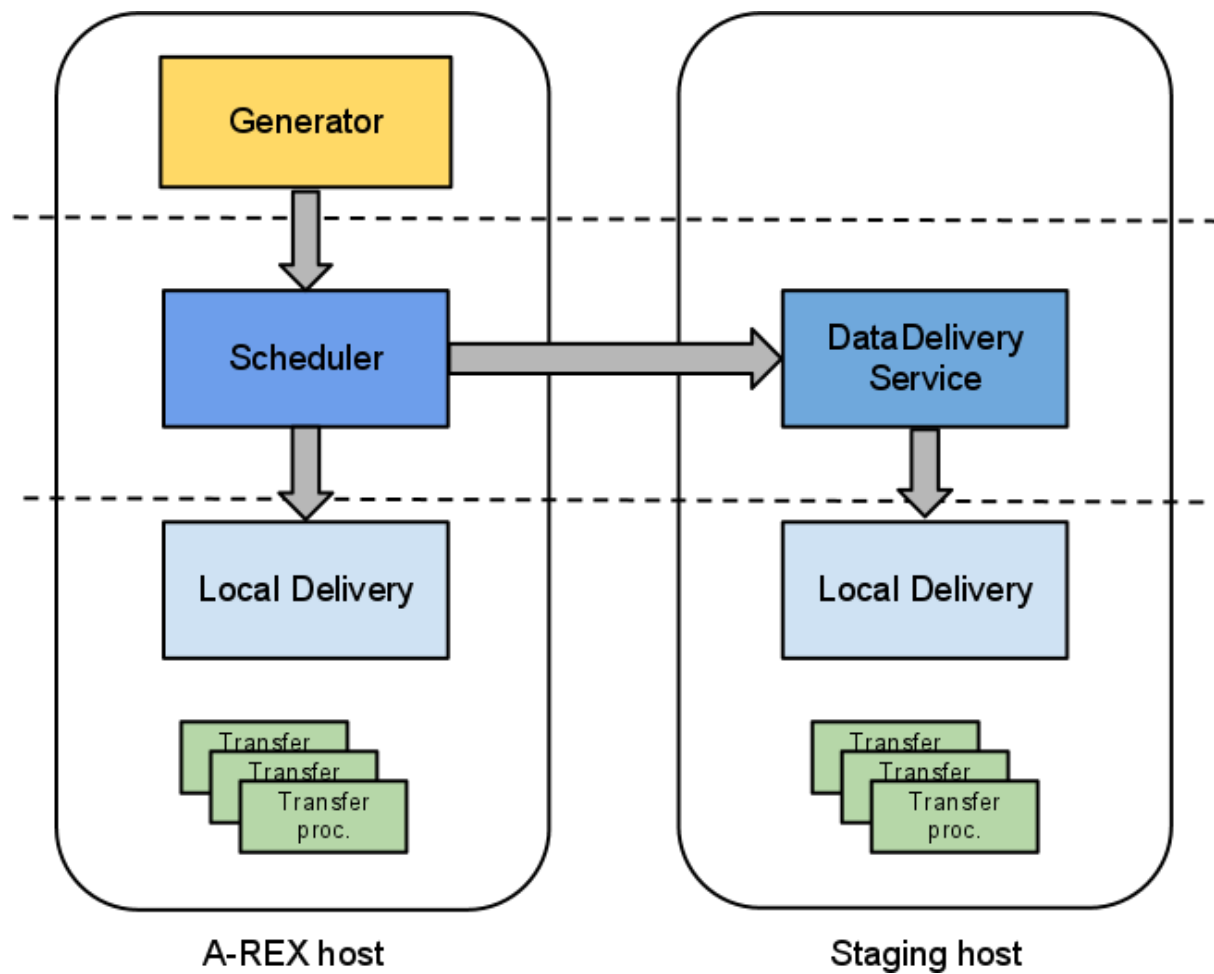 Generator
Scheduler
DataDelivery
Service
Local Delivery
Local Delivery
Transfer
Transfer
Transfer
proc.
Transfer
Transfer
Transfer
proc.
A-REX host
Staging host